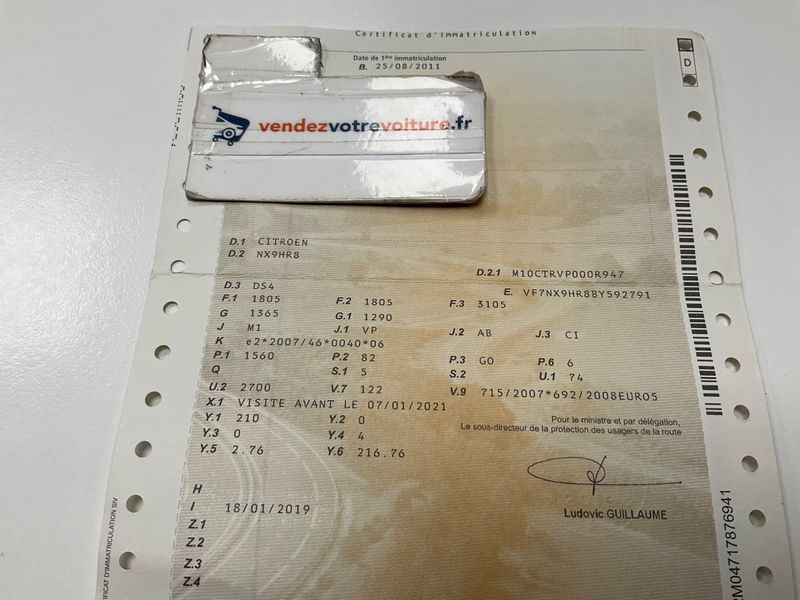 Certificat d'immatriculation
Date de 1ère immatriculation
B. 25/08/2011
D
vendezvotrevoiture.fr
D.1 CITROEN
D.2 NX9HR8
D.2.1 M10CTRVP000R947
D.3 DS4
E. VF7NX9HR8BY592791
F.1 1805 F.2 1805 F.3 3105
G 1365 G.1 1290
J M1 J.1 VP J.2 AB J.3 CI
K e2*2007/46*0040*06
P.1 1560 P.2 82 P.3 GO P.6 6
Q S.1 5 S.2 U.1 74
U.2 2700 V.7 122 V.9 715/2007*692/2008EURO5
X.1 VISITE AVANT LE 07/01/2021
Y.1 210 Y.2 0
Y.3 0 Y.4 4
Y.5 2.76 Y.6 216.76
Pour le ministre et par délégation,
Le sous-directeur de la protection des usagers de la route
Ludovic GUILLAUME
H
I 18/01/2019
Z.1
Z.2
Z.3
Z.4
FICAT D'IMMATRICULATION SIV
RM04717876941